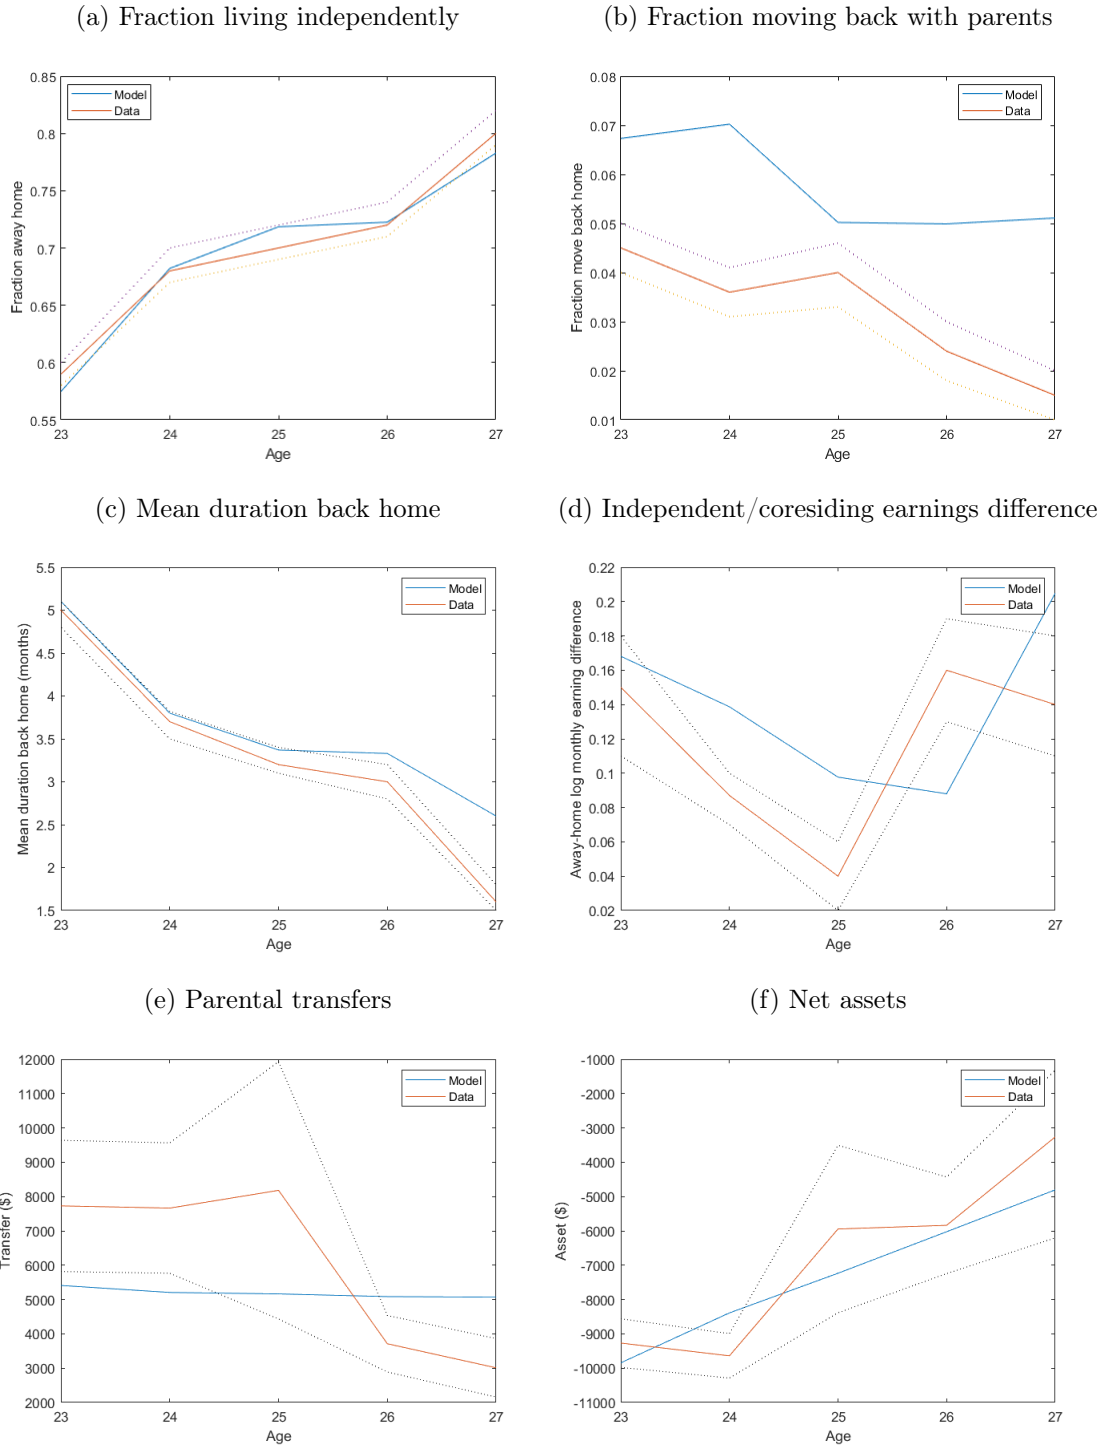 (a) Fraction living independently
0.85
0.8
0.75
0.7
0.65
0.6
0.55
Fraction away home
Model
Data
23 24 25 26 27
Age
(b) Fraction moving back with parents
0.08
0.07
0.06
0.05
0.04
0.03
0.02
0.01
Fraction move back home
Model
Data
23 24 25 26 27
Age
(c) Mean duration back home
5.5
5
4.5
4
3.5
3
2.5
2
1.5
Mean duration back home (months)
Model
Data
23 24 25 26 27
Age
(d) Independent/coresiding earnings difference
0.22
0.2
0.18
0.16
0.14
0.12
0.1
0.08
0.06
0.04
0.02
Away-home log monthly earning difference
Model
Data
23 24 25 26 27
Age
(e) Parental transfers
12000
11000
10000
9000
8000
7000
6000
5000
4000
3000
2000
Transfer ($)
Model
Data
23 24 25 26 27
Age
(f) Net assets
-1000
-2000
-3000
-4000
-5000
-6000
-7000
-8000
-9000
-10000
-11000
Asset ($)
Model
Data
23 24 25 26 27
Age